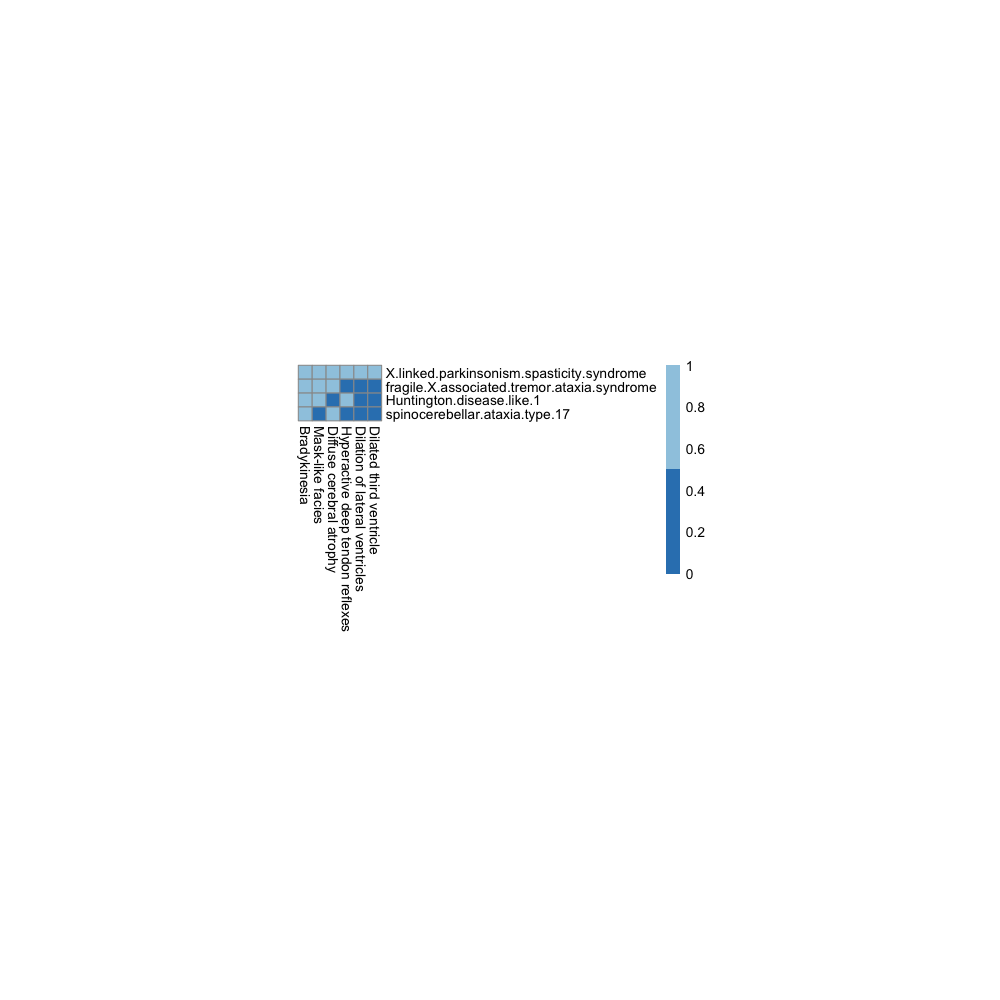 X.linked.parkinsonism.spasticity.syndrome
fragile.X.associated.tremor.ataxia.syndrome
Huntington.disease.like.1
spinocerebellar.ataxia.type.17
Bradykinesia
Mask-like facies
Diffuse cerebral atrophy
Hyperactive deep tendon reflexes
Dilation of lateral ventricles
Dilated third ventricle
1
0.8
0.6
0.4
0.2
0